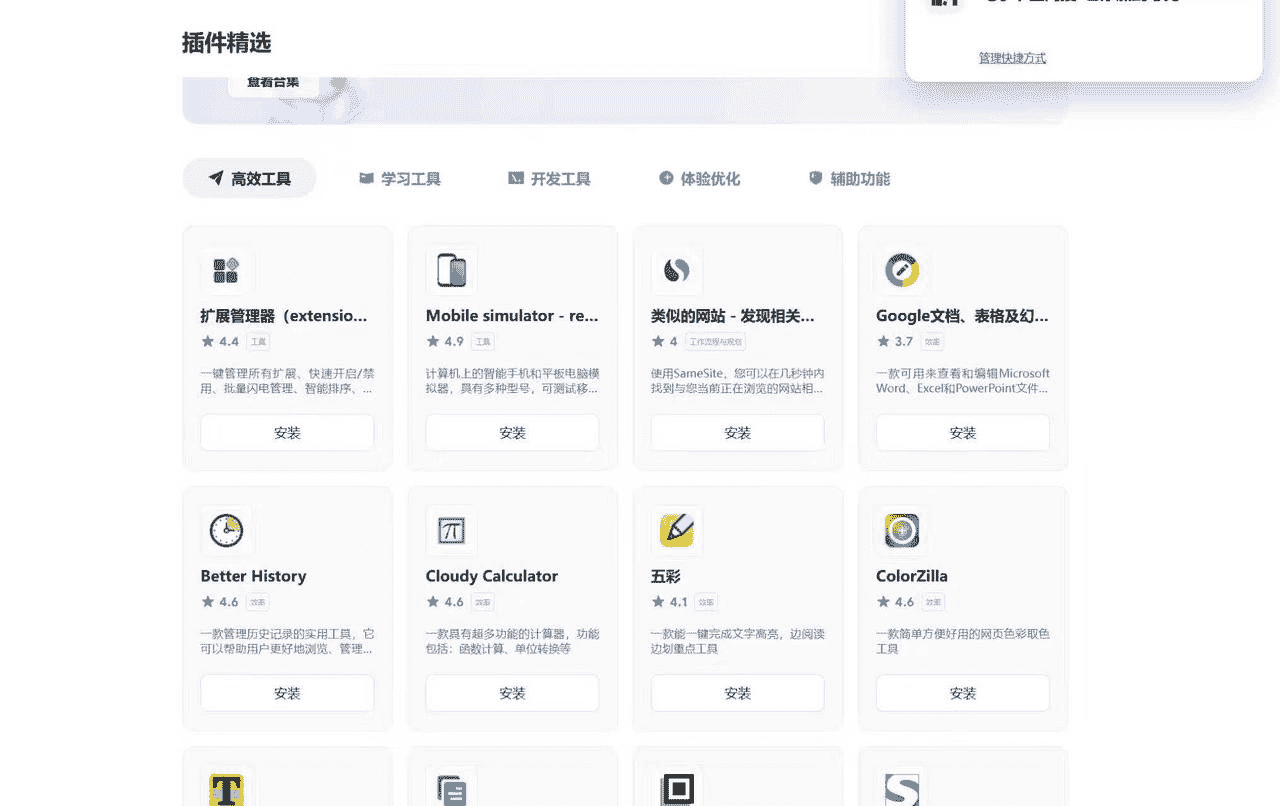 管理快捷方式
插件精选
查看合集
高效工具
学习工具
开发工具
体验优化
辅助功能
扩展管理器（extensio...
4.4 工具
一键管理所有扩展、快速开启/禁
用、批量闪电管理、智能排序、...
安装
Mobile simulator - re...
4.9 工具
计算机上的智能手机和平板电脑模
拟器，具有多种型号，可测试移...
安装
类似的网站 - 发现相关...
4 工作流程与规划
使用SameSite，您可以在几秒钟内
找到与您当前正在浏览的网站相...
安装
Google文档、表格及幻...
3.7 效率
一款可用来查看和编辑Microsoft
Word、Excel和PowerPoint文件...
安装
Better History
4.6 效率
一款管理历史记录的实用工具，它
可以帮助用户更好地浏览、管理...
安装
Cloudy Calculator
4.6 效率
一款具有超多功能的计算器，功能
包括：函数计算、单位转换等
安装
五彩
4.1 效率
一款能一键完成文字高亮，边阅读
边划重点工具
安装
ColorZilla
4.6 效率
一款简单方便好用的网页色彩取色
工具
安装